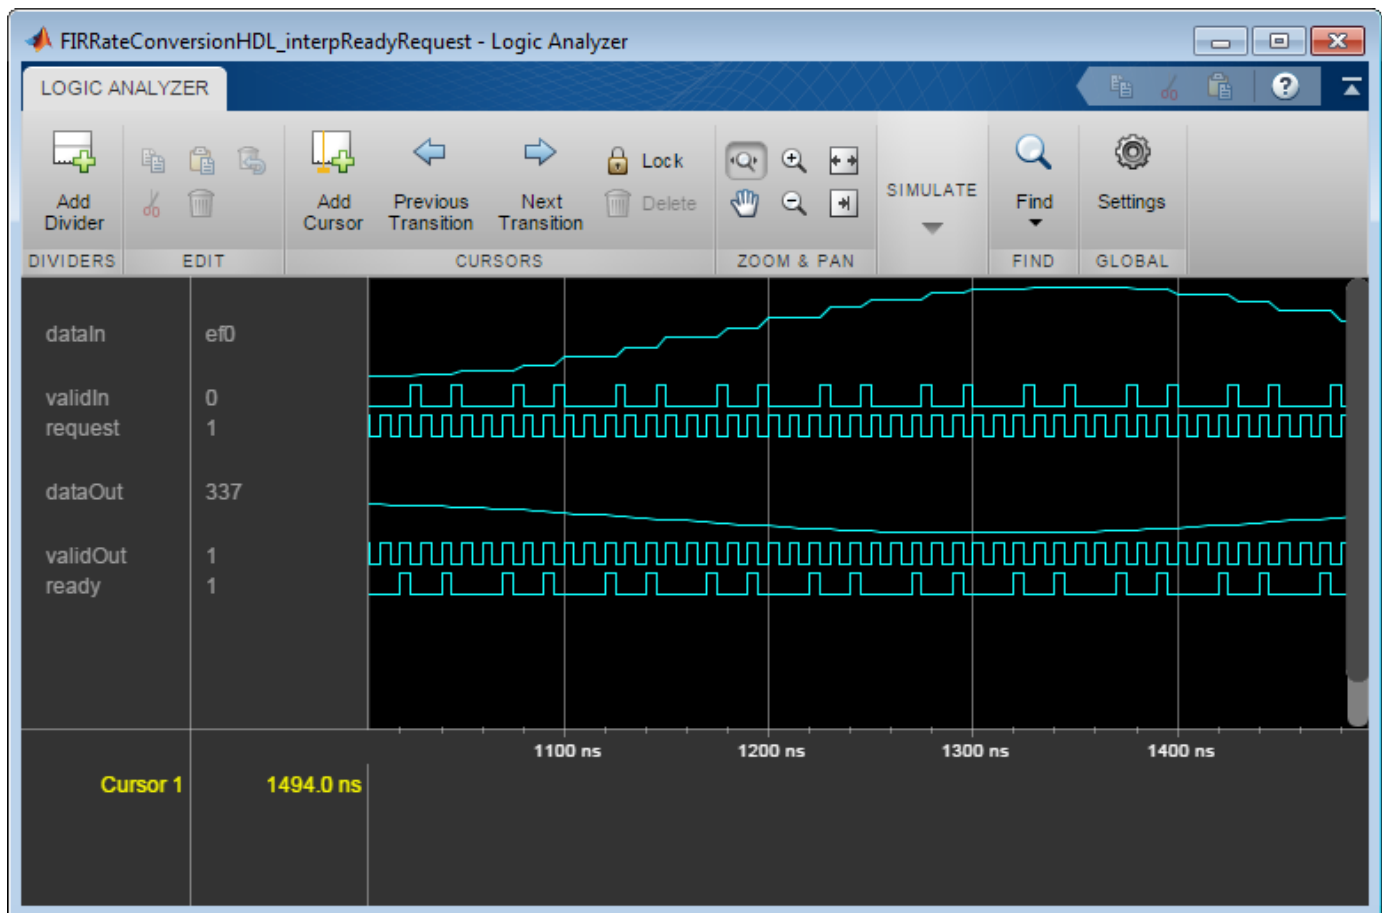 FIRRateConversionHDL_interpReadyRequest - Logic Analyzer
LOGIC ANALYZER
?
Add Divider
Add Cursor
Previous Transition
Next Transition
Lock
Delete
SIMULATE
Find
Settings
DIVIDERS
EDIT
CURSORS
ZOOM & PAN
FIND
GLOBAL
dataIn ef0
validIn 0
request 1
dataOut 337
validOut 1
ready 1
1100 ns 1200 ns 1300 ns 1400 ns
Cursor 1 1494.0 ns